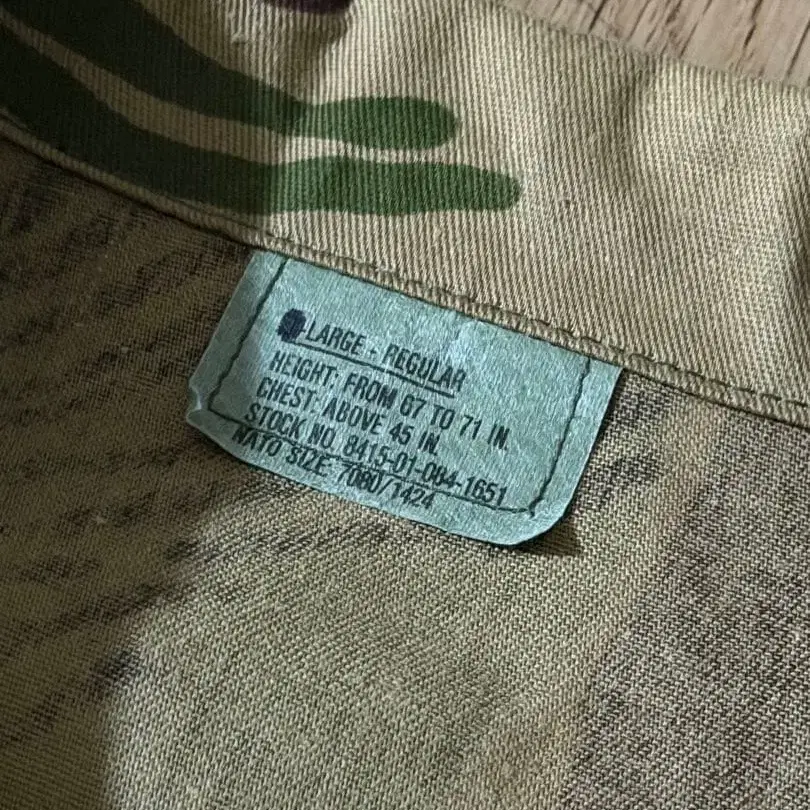 -LARGE - REGULAR
HEIGHT: FROM 67 TO 71 IN.
CHEST: ABOVE 45 IN.
STOCK NO. 8415-01-084-1651
NATO SIZE: 7080/1424